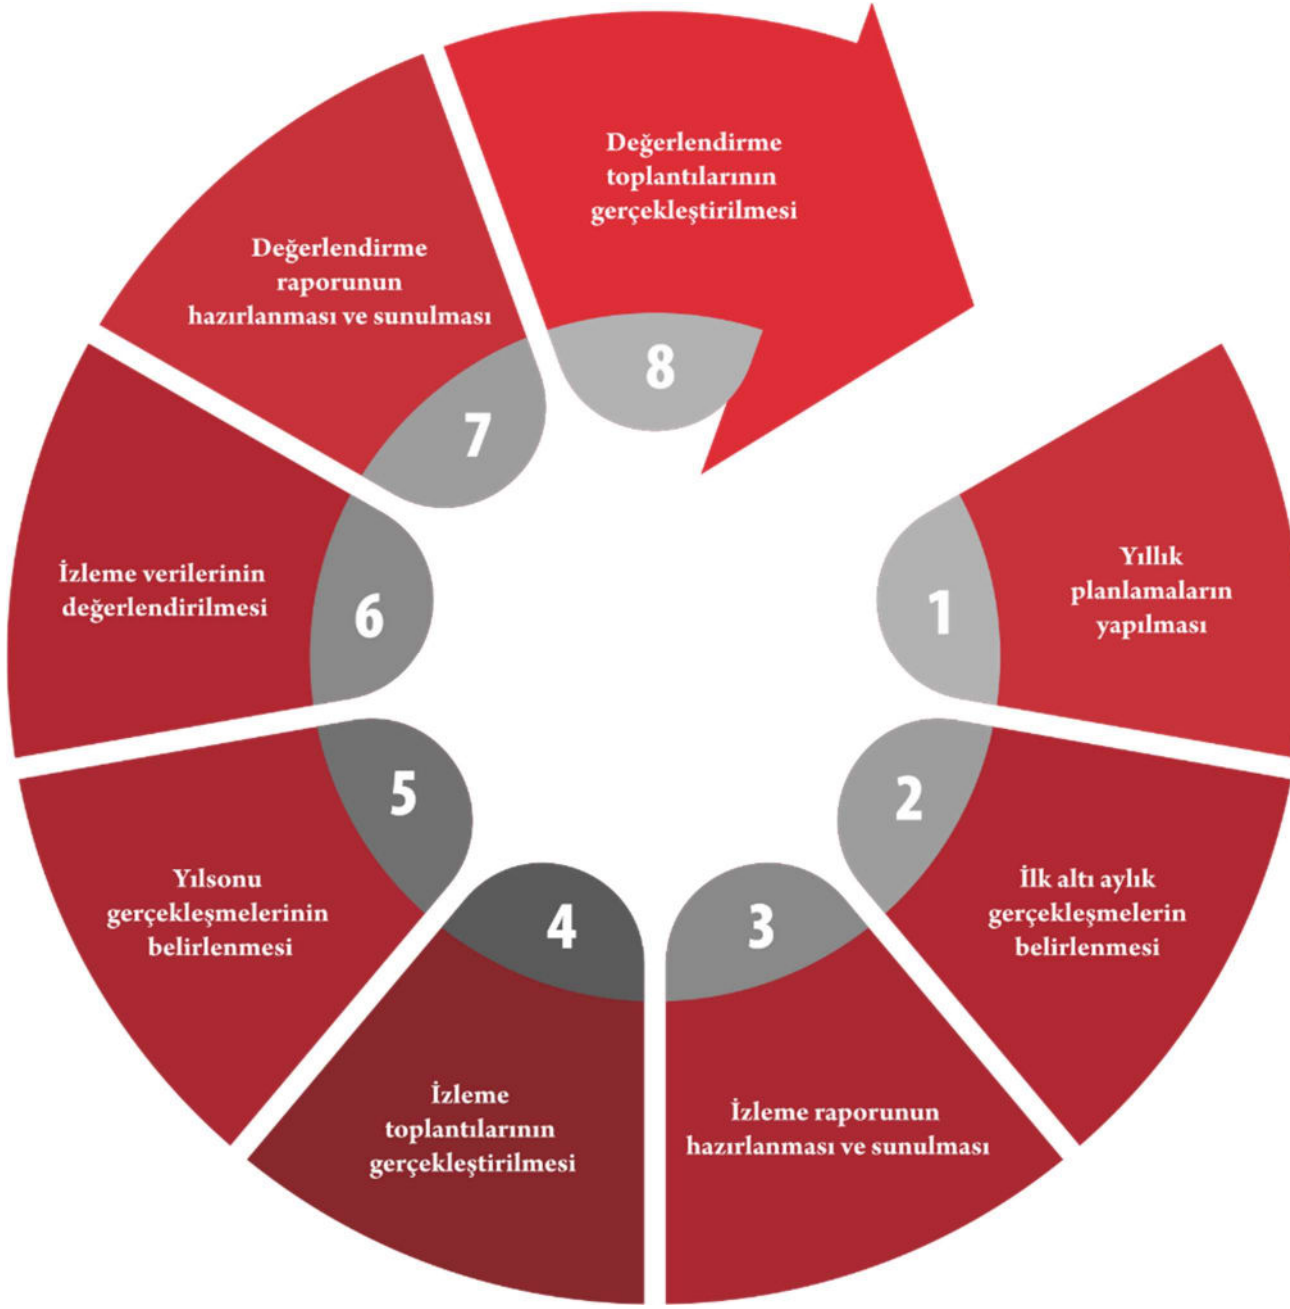 1
Yıllık
planlamaların
yapılması
2
İlk altı aylık
gerçekleşmelerin
belirlenmesi
3
İzleme raporunun
hazırlanması ve sunulması
4
İzleme
toplantılarının
gerçekleştirilmesi
5
Yılsonu
gerçekleşmelerinin
belirlenmesi
6
İzleme verilerinin
değerlendirilmesi
7
Değerlendirme
raporunun
hazırlanması ve sunulması
8
Değerlendirme
toplantılarının
gerçekleştirilmesi